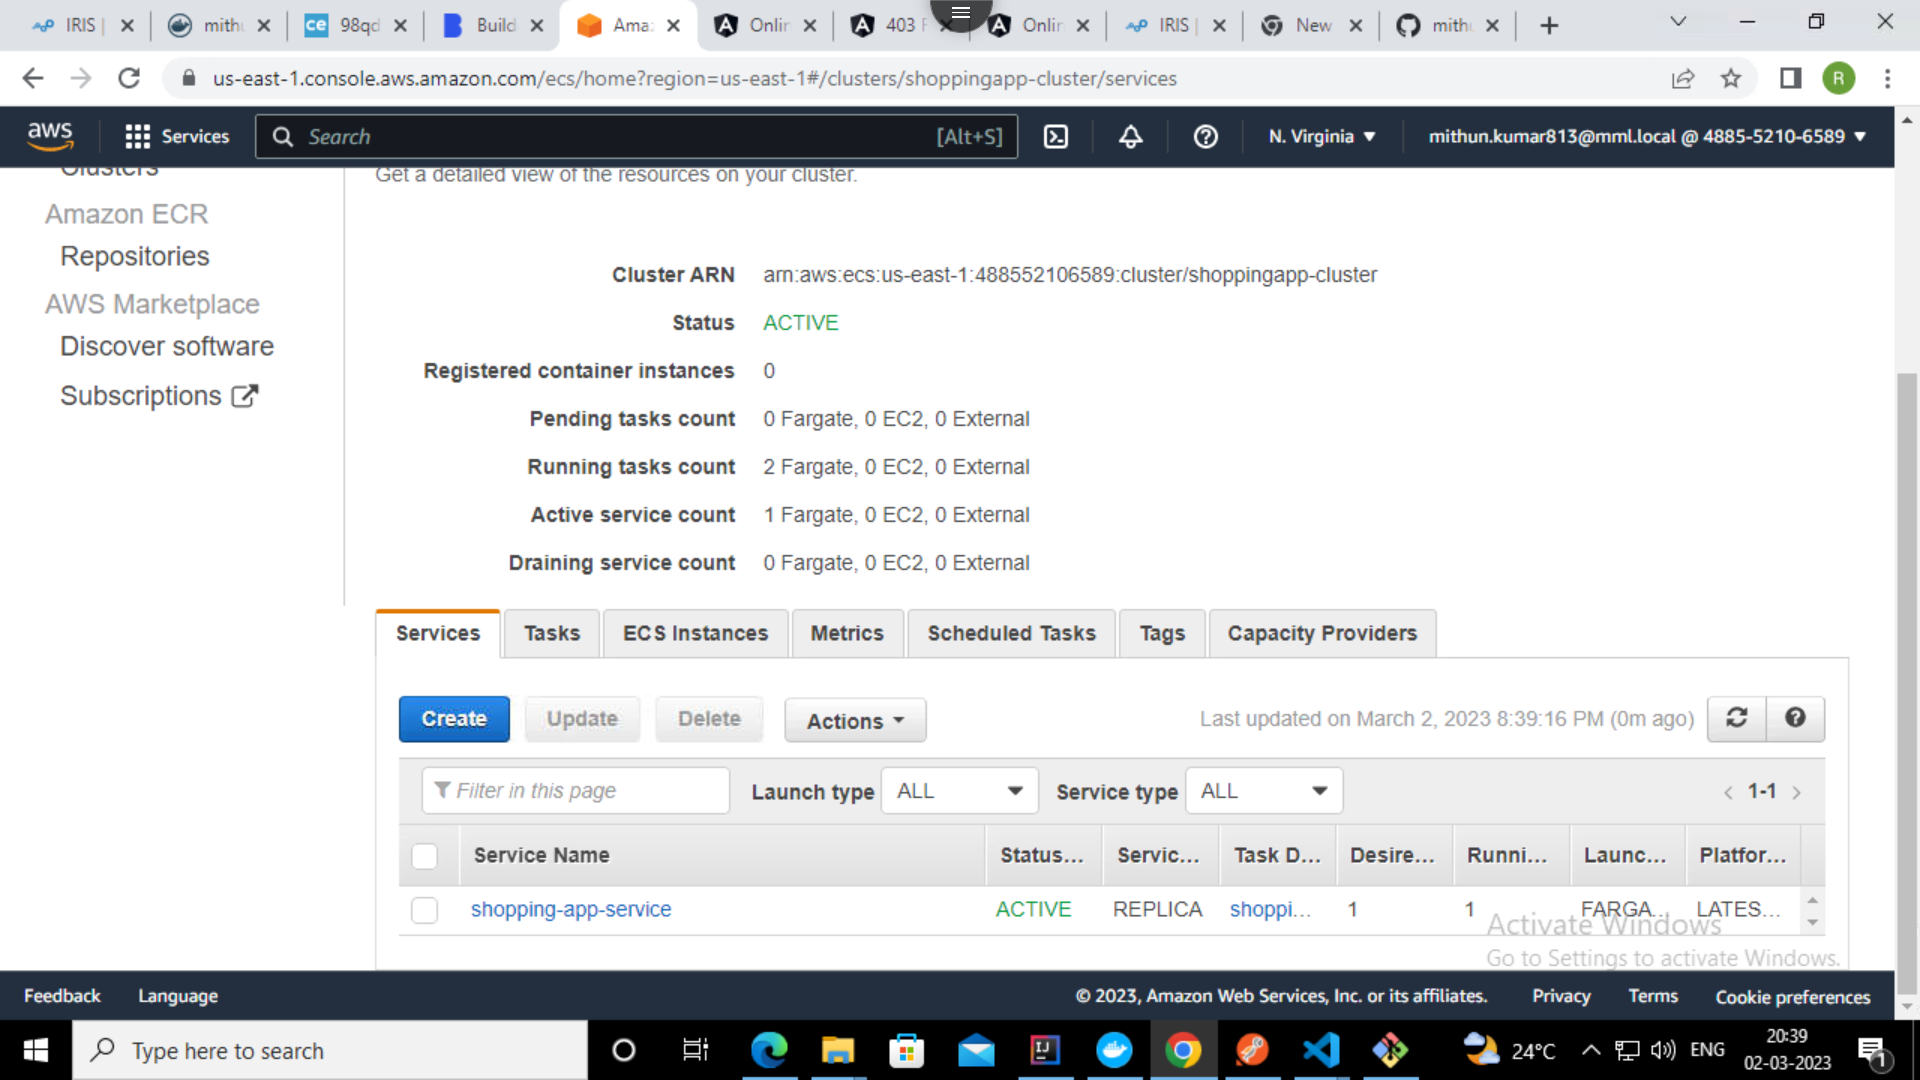 IRIS |
mithu
98qd
Build
Ama
Onlin
403 F
Onlin
IRIS |
New
mith
us-east-1.console.aws.amazon.com/ecs/home?region=us-east-1#/clusters/shoppingapp-cluster/services
R
aws
Services
Search
[Alt+S]
N. Virginia
mithun.kumar813@mml.local @ 4885-5210-6589
Clusters
Get a detailed view of the resources on your cluster.
Amazon ECR
Repositories
AWS Marketplace
Discover software
Subscriptions
Cluster ARN arn:aws:ecs:us-east-1:488552106589:cluster/shoppingapp-cluster
Status ACTIVE
Registered container instances 0
Pending tasks count 0 Fargate, 0 EC2, 0 External
Running tasks count 2 Fargate, 0 EC2, 0 External
Active service count 1 Fargate, 0 EC2, 0 External
Draining service count 0 Fargate, 0 EC2, 0 External
Services Tasks ECS Instances Metrics Scheduled Tasks Tags Capacity Providers
Create Update Delete Actions
Last updated on March 2, 2023 8:39:16 PM (0m ago)
Filter in this page Launch type ALL Service type ALL < 1-1 >
Service Name Status... Servic... Task D... Desire... Runni... Launc... Platfor...
shopping-app-service ACTIVE REPLICA shoppi... 1 1 FARGA... LATES...
Activate Windows
Go to Settings to activate Windows.
Feedback Language © 2023, Amazon Web Services, Inc. or its affiliates. Privacy Terms Cookie preferences
Type here to search
24°C
ENG
20:39
02-03-2023
1